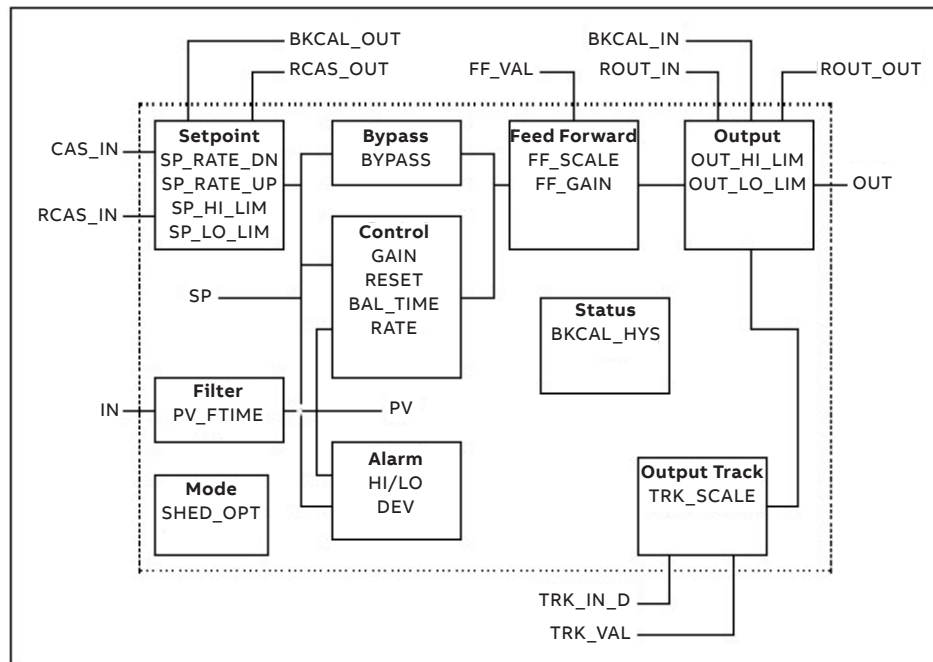 BKCAL_OUT
BKCAL_IN
RCAS_OUT
FF_VAL
ROUT_IN
ROUT_OUT
CAS_IN
RCAS_IN
Setpoint
SP_RATE_DN
SP_RATE_UP
SP_HI_LIM
SP_LO_LIM
Bypass
BYPASS
Feed Forward
FF_SCALE
FF_GAIN
Output
OUT_HI_LIM
OUT_LO_LIM
OUT
Control
GAIN
RESET
BAL_TIME
RATE
SP
Status
BKCAL_HYS
IN
Filter
PV_FTIME
PV
Alarm
HI/LO
DEV
Mode
SHED_OPT
Output Track
TRK_SCALE
TRK_IN_D
TRK_VAL